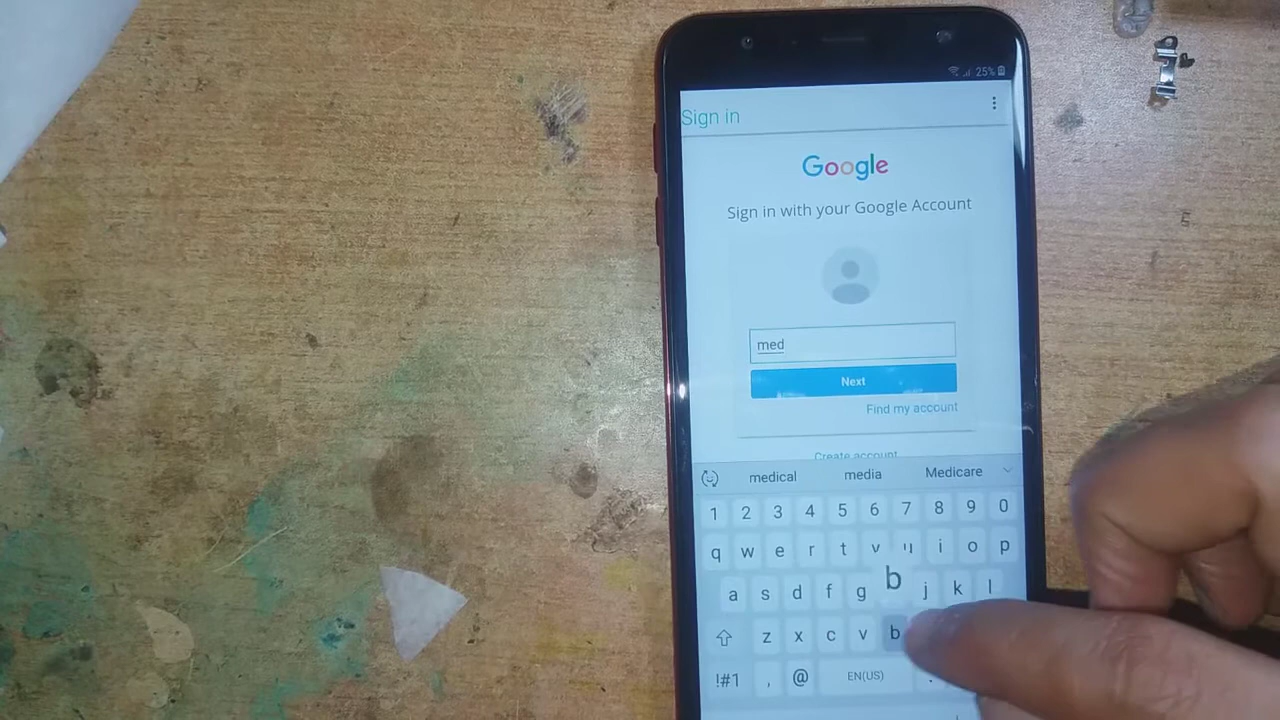 25%
Sign in
Google
Sign in with your Google Account
med
Next
Find my account
Create account
medical media Medicare
1 2 3 4 5 6 7 8 9 0
q w e r t y u i o p
b
a s d f g j k l
z x c v b
!#1 , @ EN(US) .